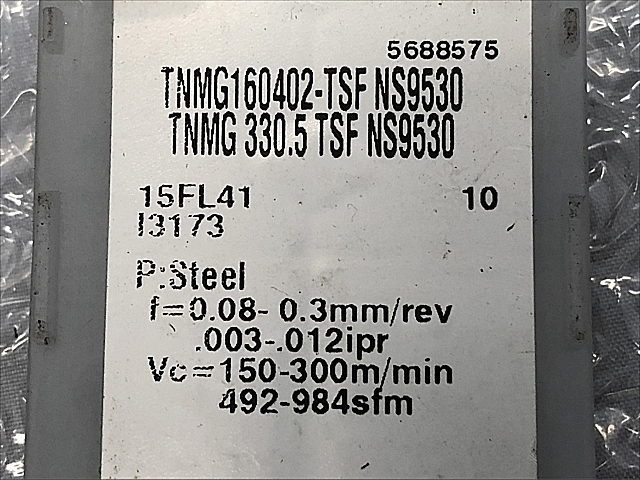 5688575
TNMG160402-TSF NS9530
TNMG 330.5 TSF NS9530
15FL41 10
I3173
P:Steel
f=0.08- 0.3mm/rev
.003-.012ipr
Vc=150-300m/min
492-984sfm